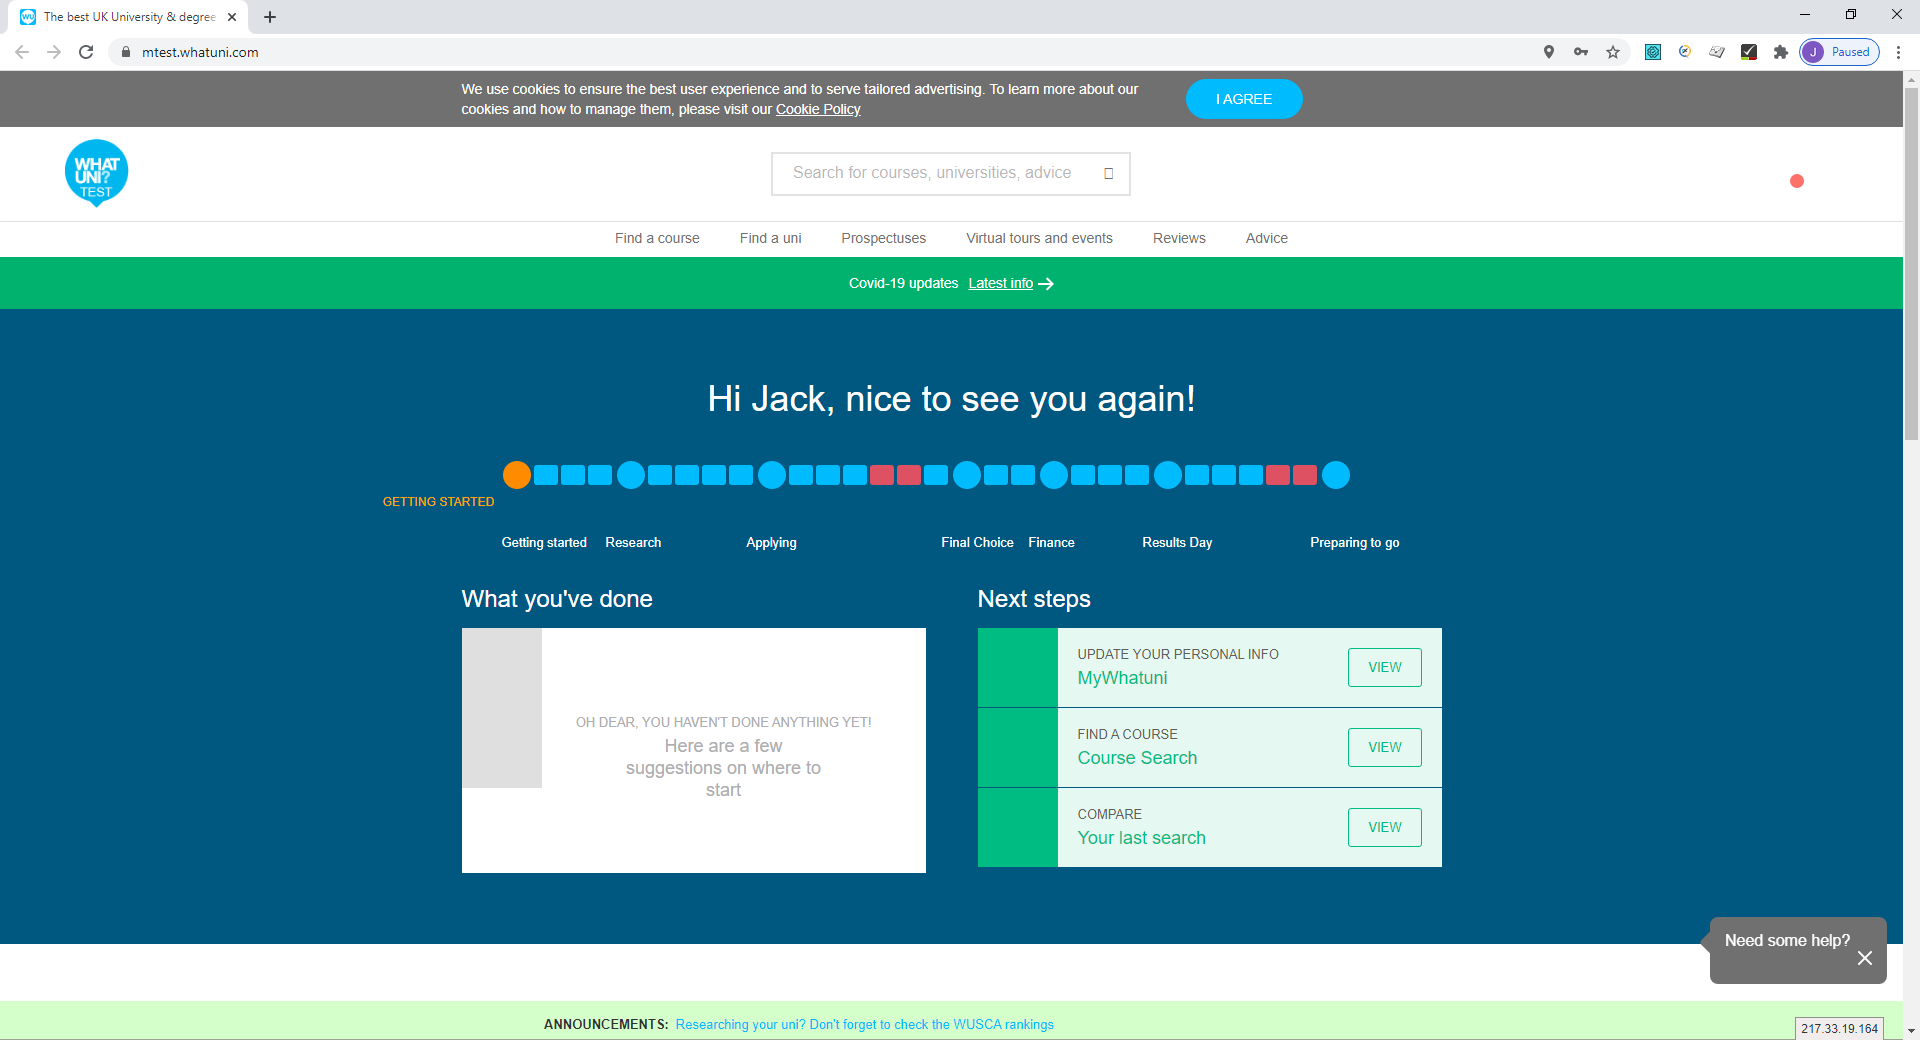 The best UK University & degree
mtest.whatuni.com
J Paused
We use cookies to ensure the best user experience and to serve tailored advertising. To learn more about our
cookies and how to manage them, please visit our Cookie Policy
I AGREE
WHAT
UNI?
TEST
Search for courses, universities, advice
Find a course Find a uni Prospectuses Virtual tours and events Reviews Advice
Covid-19 updates Latest info
Hi Jack, nice to see you again!
GETTING STARTED
Getting started Research Applying Final Choice Finance Results Day Preparing to go
What you've done
OH DEAR, YOU HAVEN'T DONE ANYTHING YET!
Here are a few
suggestions on where to
start
Next steps
UPDATE YOUR PERSONAL INFO
MyWhatuni
VIEW
FIND A COURSE
Course Search
VIEW
COMPARE
Your last search
VIEW
Need some help?
ANNOUNCEMENTS: Researching your uni? Don't forget to check the WUSCA rankings
217.33.19.164